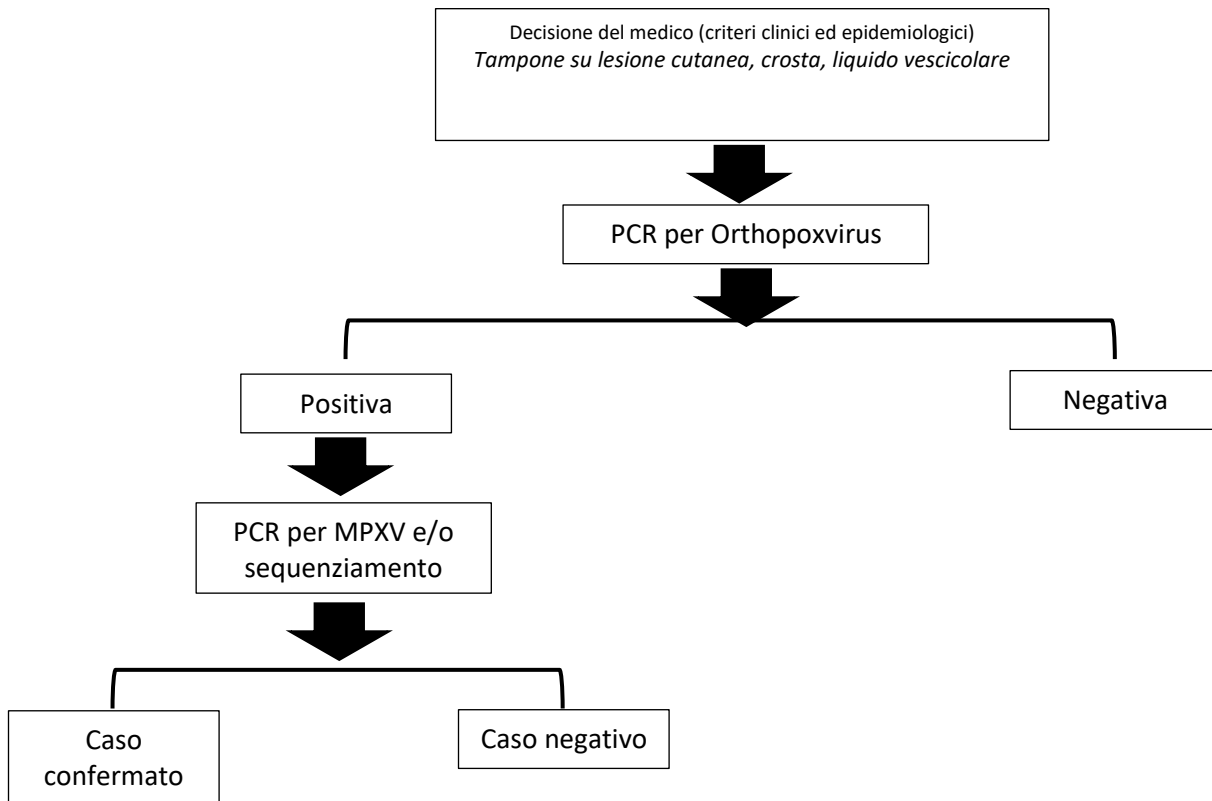 Decisione del medico (criteri clinici ed epidemiologici)
Tampone su lesione cutanea, crosta, liquido vescicolare
PCR per Orthopoxvirus
Positiva
Negativa
PCR per MPXV e/o
sequenziamento
Caso
confermato
Caso negativo